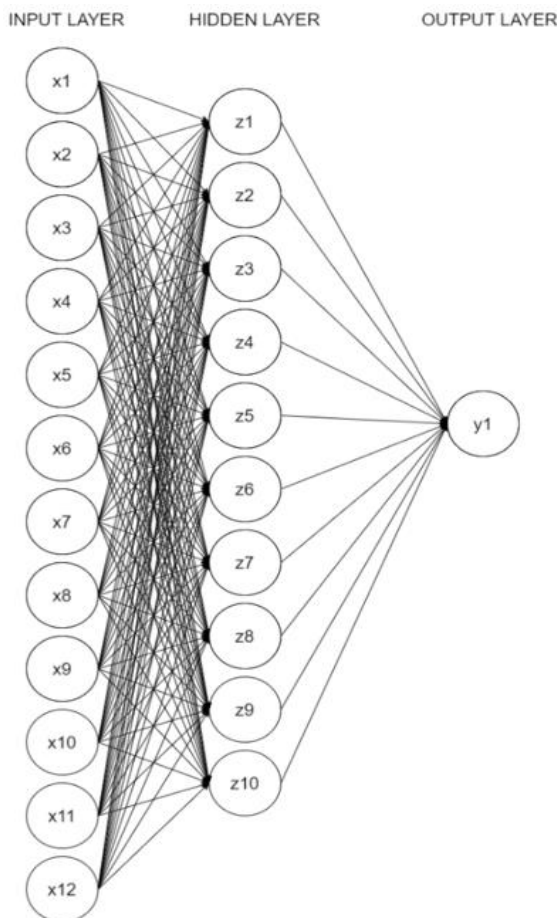 INPUT LAYER HIDDEN LAYER OUTPUT LAYER
x1
x2
x3
x4
x5
x6
x7
x8
x9
x10
x11
x12
z1
z2
z3
z4
z5
z6
z7
z8
z9
z10
y1